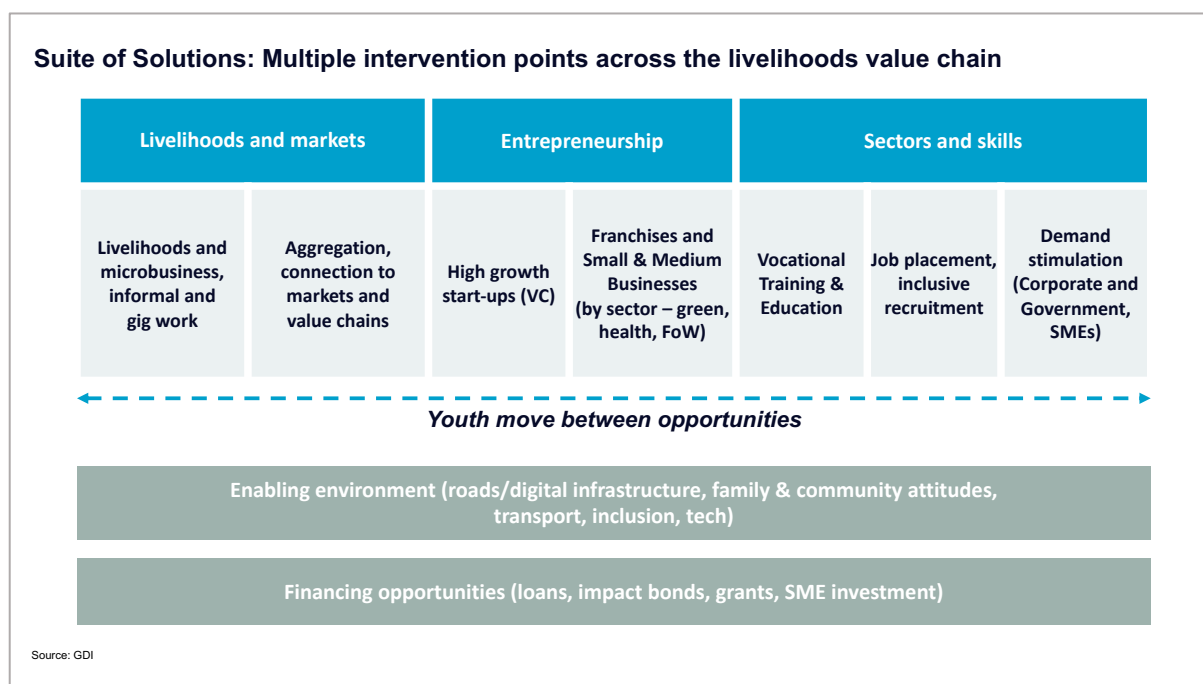 Suite of Solutions: Multiple intervention points across the livelihoods value chain
Livelihoods and markets
Entrepreneurship
Sectors and skills
Livelihoods and
microbusiness,
informal and
gig work
Aggregation,
connection to
markets and
value chains
High growth
start-ups (VC)
Franchises and
Small & Medium
Businesses
(by sector – green,
health, FoW)
Vocational
Training &
Education
Job placement,
inclusive
recruitment
Demand
stimulation
(Corporate and
Government,
SMEs)
Youth move between opportunities
Enabling environment (roads/digital infrastructure, family & community attitudes,
transport, inclusion, tech)
Financing opportunities (loans, impact bonds, grants, SME investment)
Source: GDI